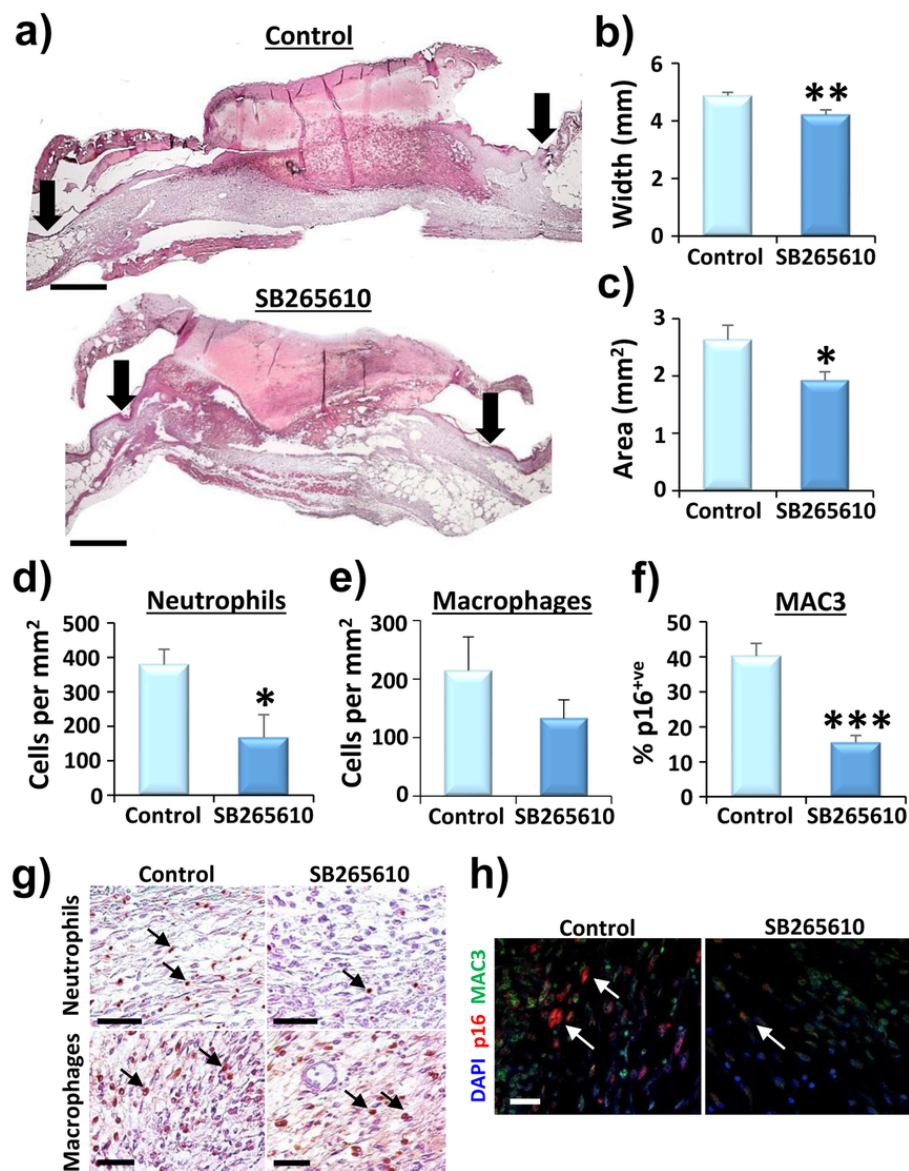 a)
Control
SB265610
b)
Width (mm)
6
4
2
0
**
Control SB265610
c)
Area (mm²)
3
2
1
0
*
Control SB265610
d)
Neutrophils
Cells per mm²
500
400
300
200
100
0
*
Control SB265610
e)
Macrophages
Cells per mm²
300
200
100
0
Control SB265610
f)
MAC3
% p16⁺ᵛᵉ
50
40
30
20
10
0
***
Control SB265610
g)
Control SB265610
Neutrophils
Macrophages
h)
Control SB265610
DAPI p16 MAC3